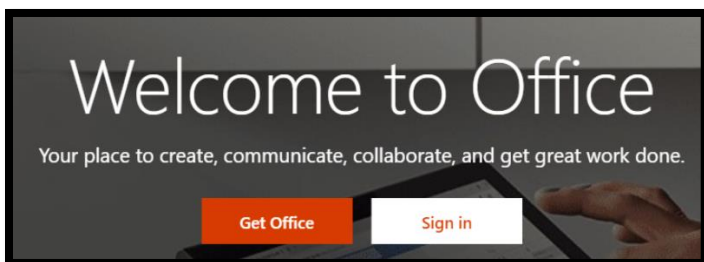 Welcome to Office
Your place to create, communicate, collaborate, and get great work done.
Get Office
Sign in